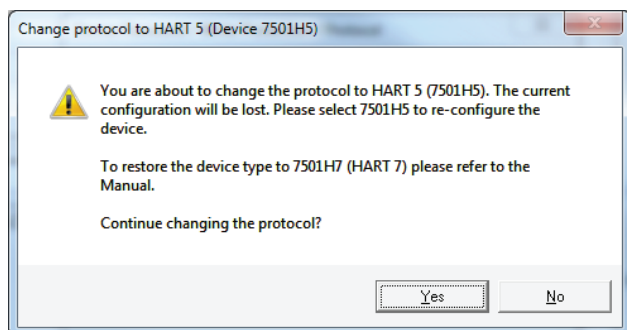 Change protocol to HART 5 (Device 7501H5)
You are about to change the protocol to HART 5 (7501H5). The current
configuration will be lost. Please select 7501H5 to re-configure the
device.
To restore the device type to 7501H7 (HART 7) please refer to the
Manual.
Continue changing the protocol?
Yes
No